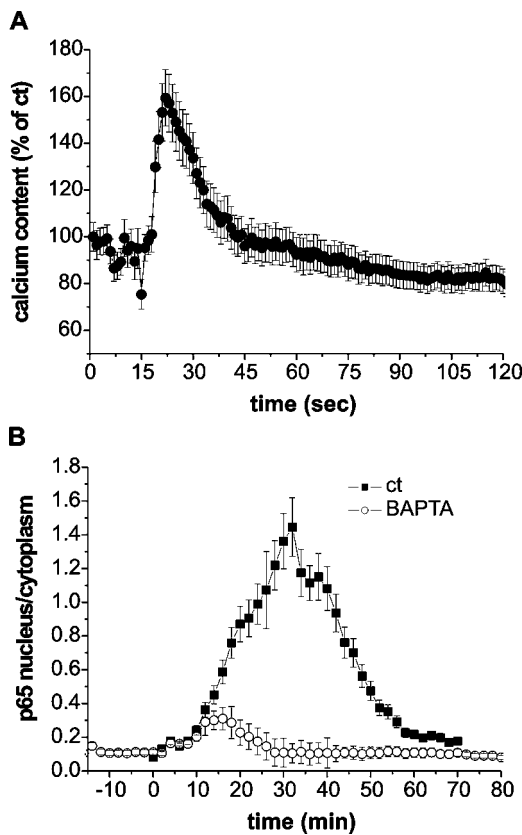 A
calcium content (% of ct)
160
140
120
100
80
60
0 15 30 45 60 75 90 105 120
time (sec)
B
p65 nucleus/cytoplasm
1.8
1.6
1.4
1.2
1.0
0.8
0.6
0.4
0.2
0.0
ct
BAPTA
-10 0 10 20 30 40 50 60 70 80
time (min)